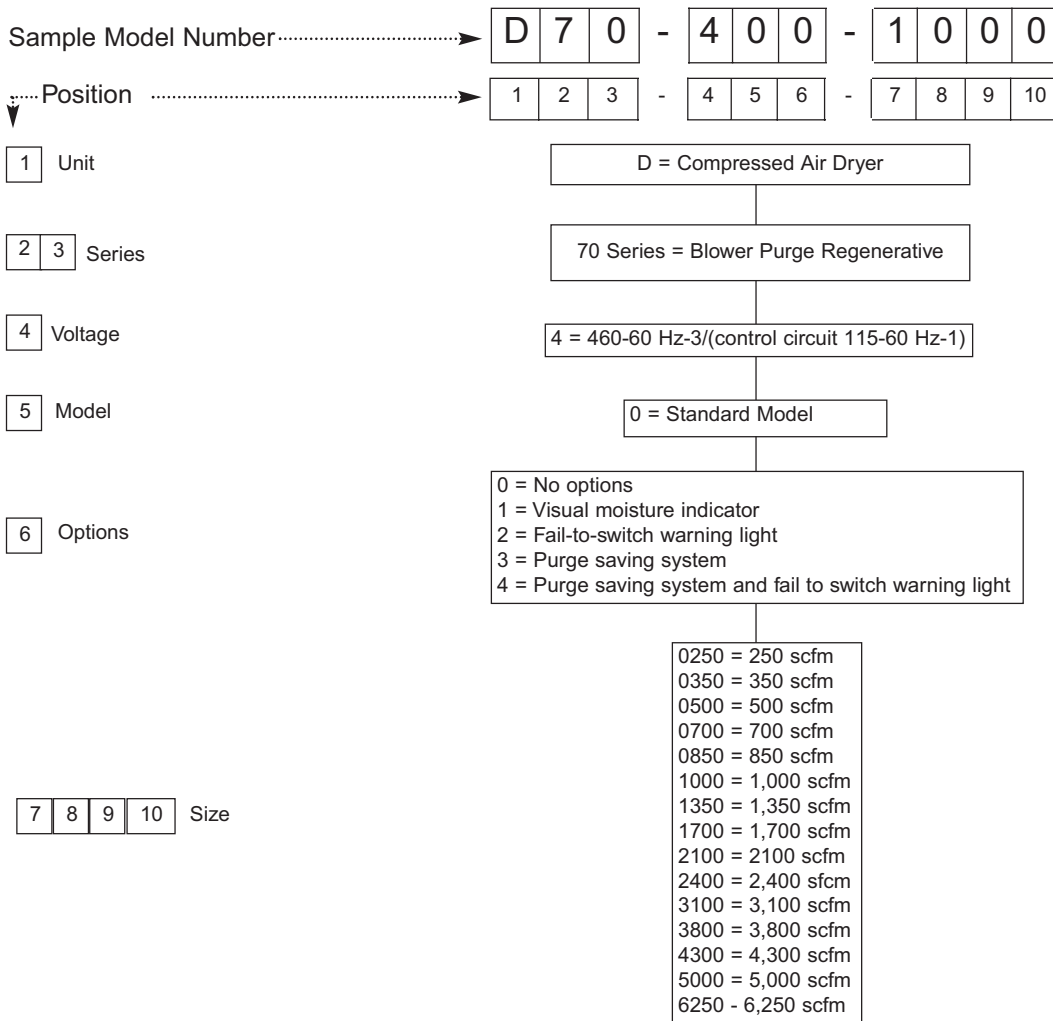 Sample Model Number D 7 0 - 4 0 0 - 1 0 0 0
Position 1 2 3 - 4 5 6 - 7 8 9 10
1 Unit D = Compressed Air Dryer
2 3 Series 70 Series = Blower Purge Regenerative
4 Voltage 4 = 460-60 Hz-3/(control circuit 115-60 Hz-1)
5 Model 0 = Standard Model
6 Options
0 = No options
1 = Visual moisture indicator
2 = Fail-to-switch warning light
3 = Purge saving system
4 = Purge saving system and fail to switch warning light
7 8 9 10 Size
0250 = 250 scfm
0350 = 350 scfm
0500 = 500 scfm
0700 = 700 scfm
0850 = 850 scfm
1000 = 1,000 scfm
1350 = 1,350 scfm
1700 = 1,700 scfm
2100 = 2100 scfm
2400 = 2,400 sfcm
3100 = 3,100 scfm
3800 = 3,800 scfm
4300 = 4,300 scfm
5000 = 5,000 scfm
6250 - 6,250 scfm